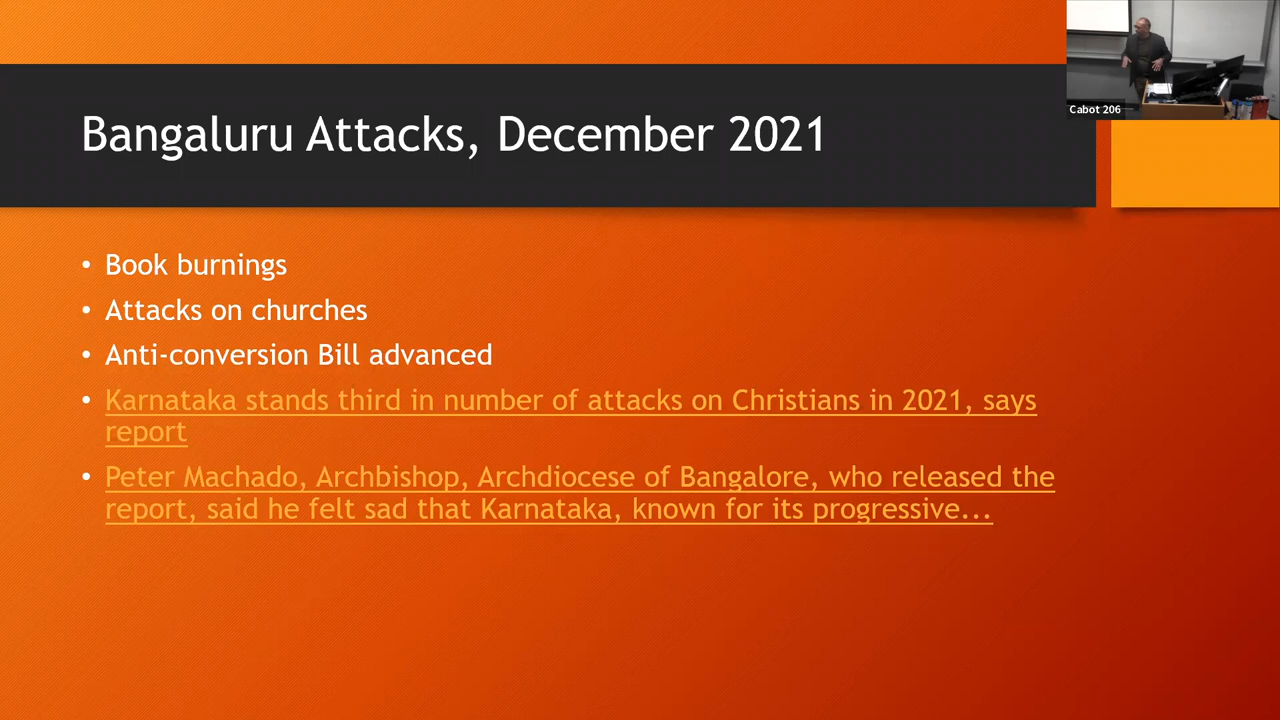 Cabot 206
Bangaluru Attacks, December 2021
• Book burnings
• Attacks on churches
• Anti-conversion Bill advanced
• Karnataka stands third in number of attacks on Christians in 2021, says
report
• Peter Machado, Archbishop, Archdiocese of Bangalore, who released the
report, said he felt sad that Karnataka, known for its progressive...